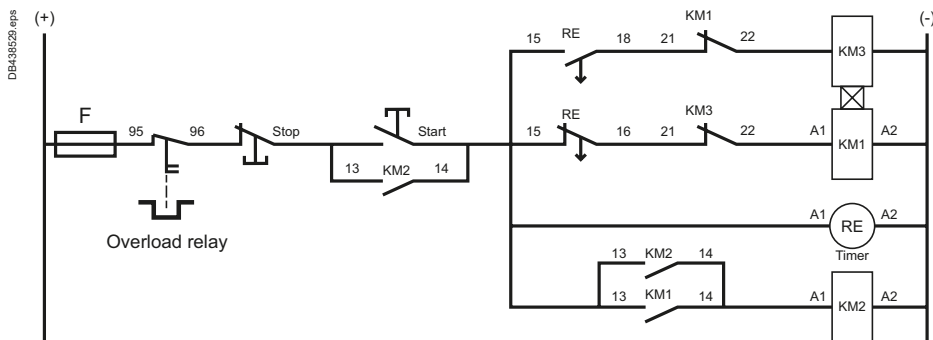 DB438529.eps
(+)
(-)
KM1
15 RE 18 21 22
KM3
F
95 96 Stop Start
15 RE 16 21 KM3 22 A1 KM1 A2
13 KM2 14
Overload relay
A1 RE A2
Timer
13 KM2 14
13 KM1 14 A1 KM2 A2